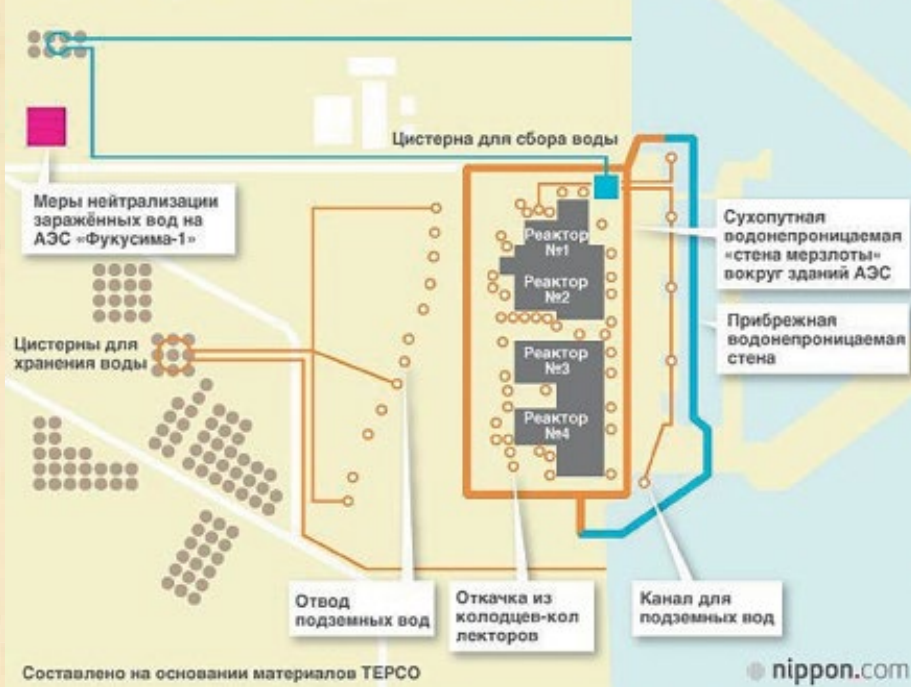 Цистерна для сбора воды
Меры нейтрализации
заражённых вод на
АЭС «Фукусима-1»
Сухопутная
водонепроницаемая
«стена мерзлоты»
вокруг зданий АЭС
Реактор
№1
Реактор
№2
Прибрежная
водонепроницаемая
стена
Цистерны для
хранения воды
Реактор
№3
Реактор
№4
Отвод
подземных вод
Откачка из
колодцев-кол
лекторов
Канал для
подземных вод
Составлено на основании материалов TEPCO
nippon.com